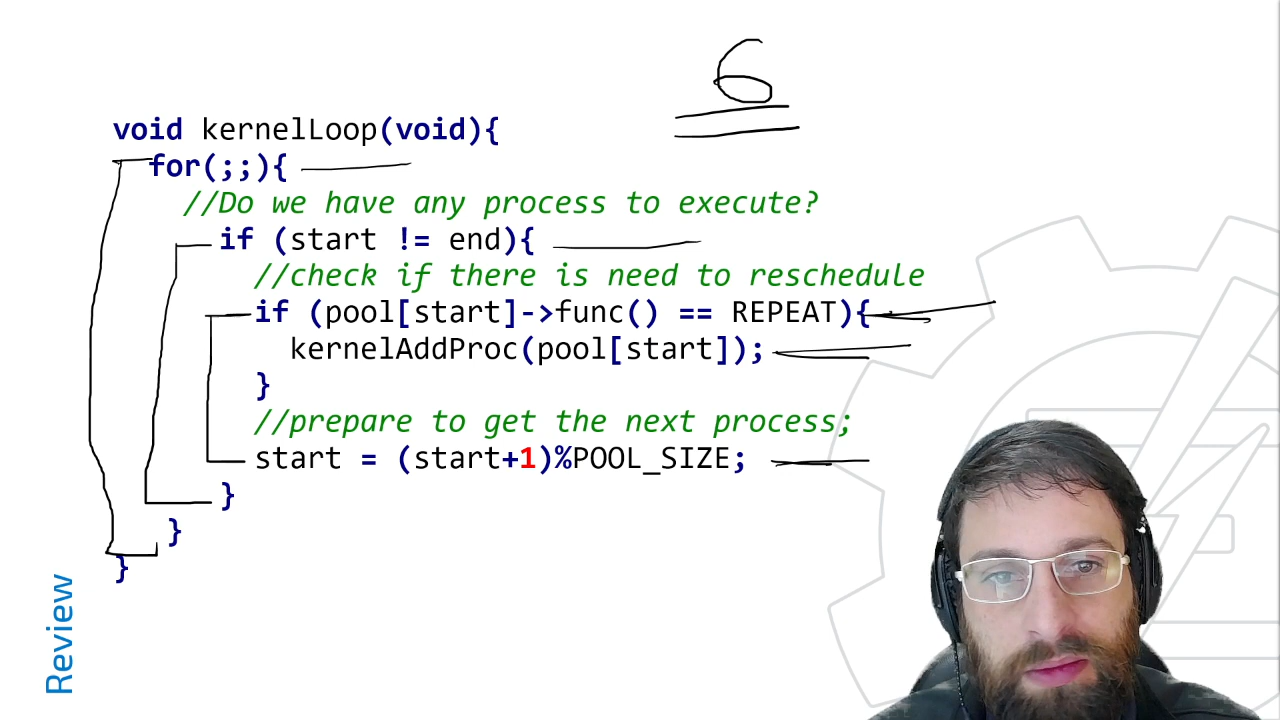 6
void kernelLoop(void){
for(;;){
//Do we have any process to execute?
if (start != end){
//check if there is need to reschedule
if (pool[start]->func() == REPEAT){
kernelAddProc(pool[start]);
}
//prepare to get the next process;
start = (start+1)%POOL_SIZE;
}
}
}
Review